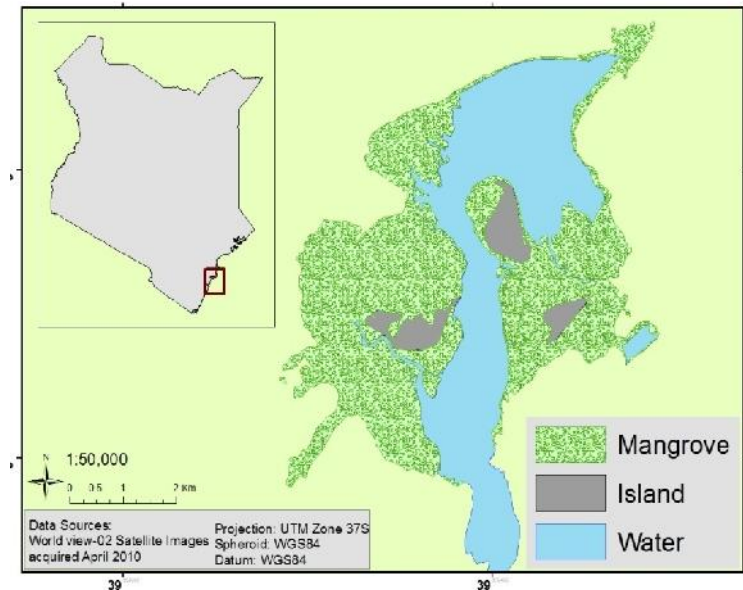 N
1:50,000
0 0.5 1 2 Km
Data Sources:
World view-02 Satellite Images
acquired April 2010
Projection: UTM Zone 37S
Spheroid: WGS84
Datum: WGS84
Mangrove
Island
Water
39 39